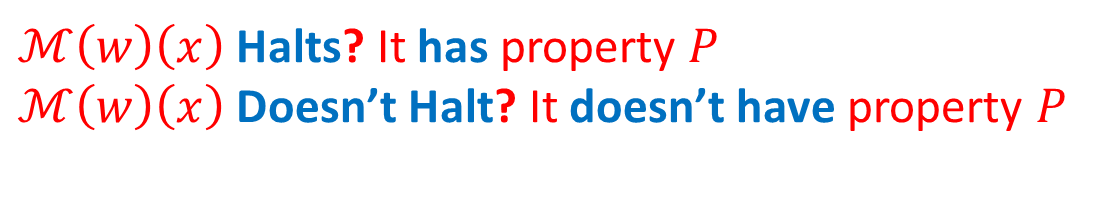 ℳ(𝑤)(𝑥) Halts? It has property 𝑃
ℳ(𝑤)(𝑥) Doesn’t Halt? It doesn’t have property 𝑃